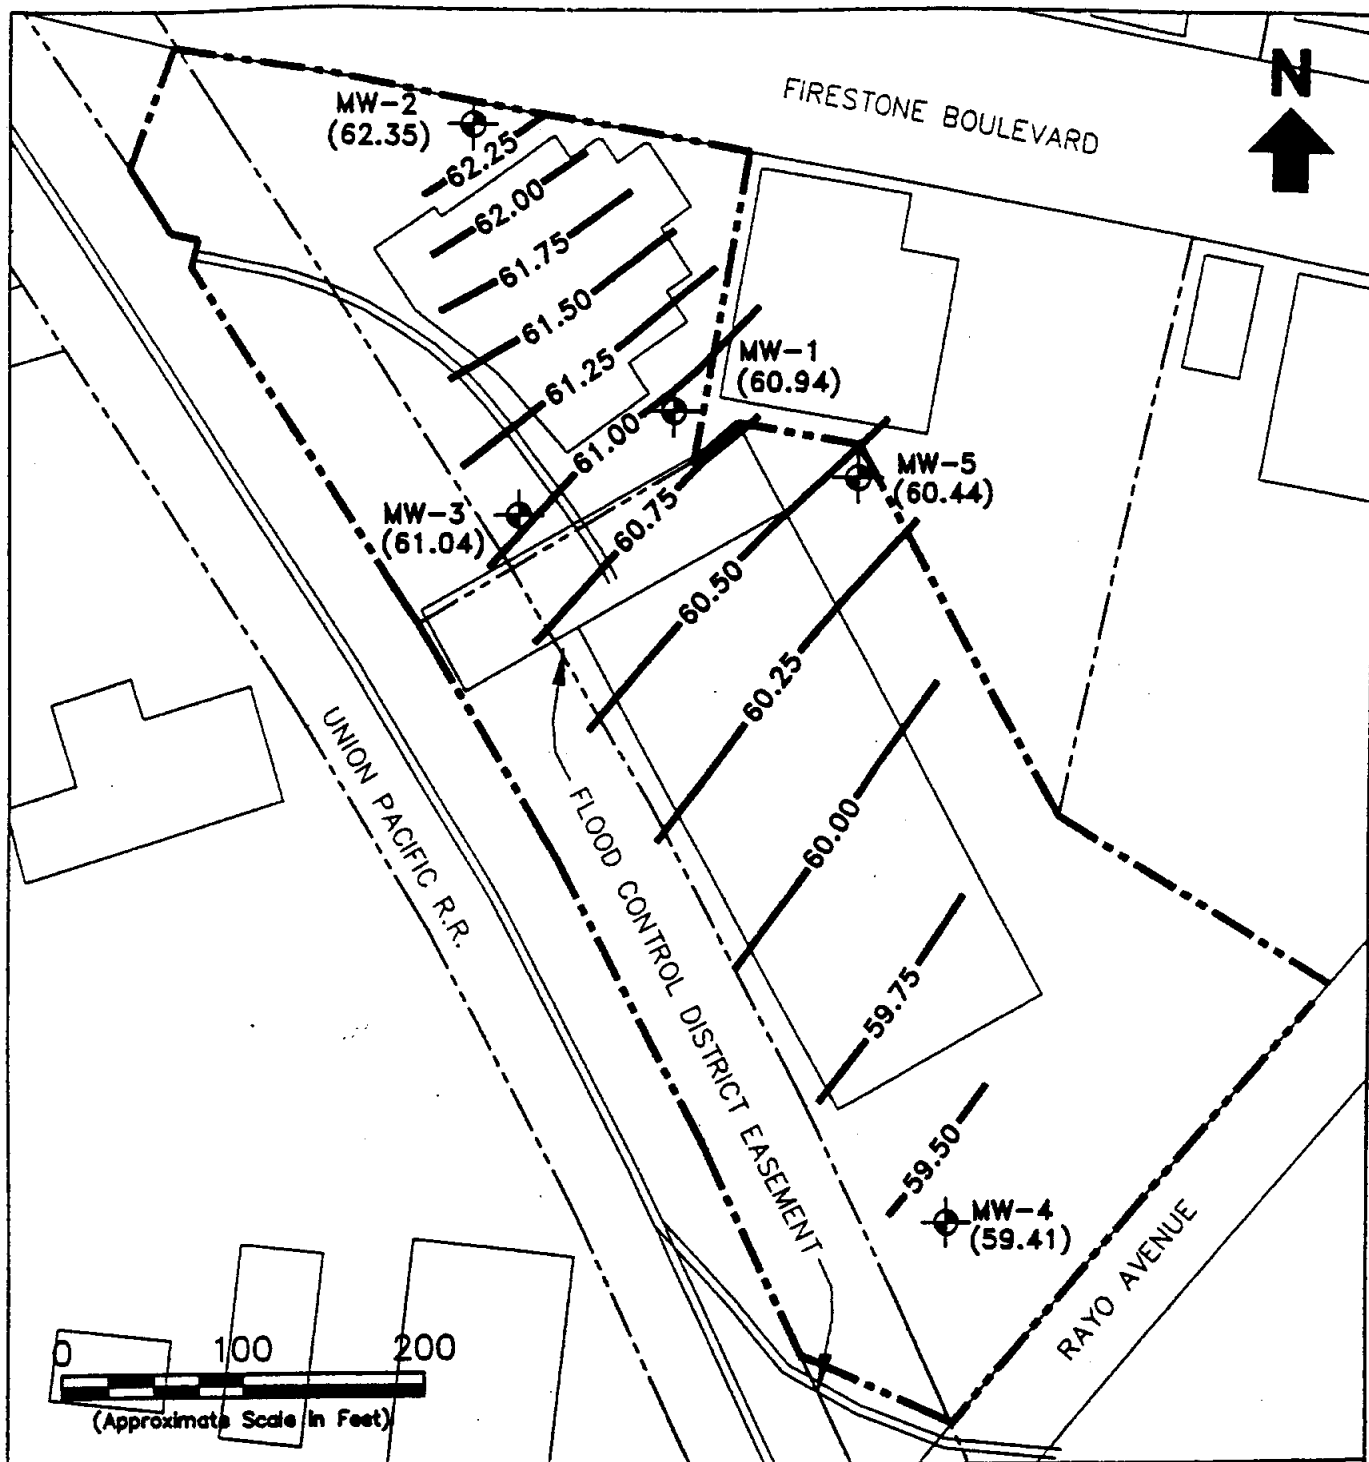 N
FIRESTONE BOULEVARD
MW-2
(62.35)
62.25
62.00
61.75
61.50
61.25
61.00
MW-1
(60.94)
MW-3
(61.04)
60.75
MW-5
(60.44)
60.50
60.25
60.00
59.75
59.50
MW-4
(59.41)
UNION PACIFIC R.R.
FLOOD CONTROL DISTRICT EASEMENT
RAYO AVENUE
0 100 200
(Approximate Scale in Feet)